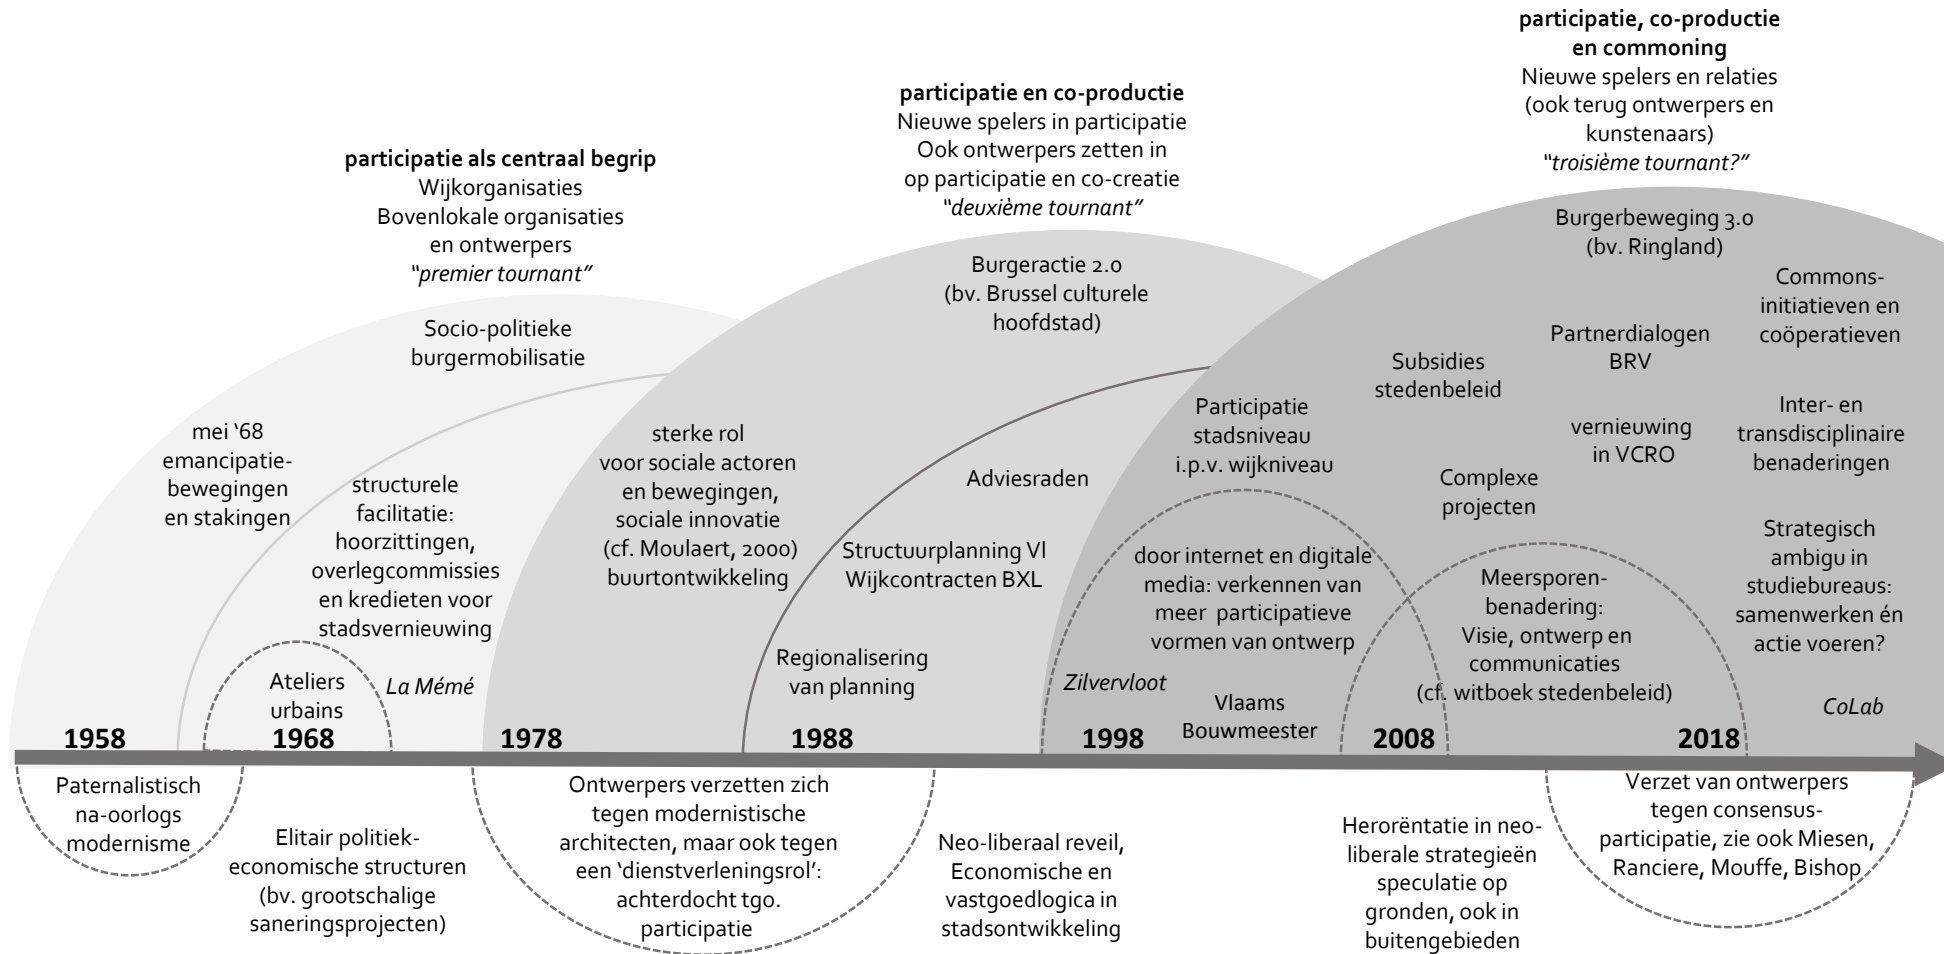 participatie als centraal begrip
Wijkorganisaties
Bovenlokale organisaties
en ontwerpers
“premier tournant”
participatie en co-productie
Nieuwe spelers in participatie
Ook ontwerpers zetten in
op participatie en co-creatie
“deuxième tournant”
participatie, co-productie
en commoning
Nieuwe spelers en relaties
(ook terug ontwerpers en
kunstenaars)
“troisième tournant?”
Socio-politieke
burgermobilisatie
mei ‘68
emancipatie-
bewegingen
en stakingen
structurele
facilitatie:
hoorzittingen,
overlegcommissies
en kredieten voor
stadsvernieuwing
Ateliers
urbains
La Mémé
Burgeractie 2.0
(bv. Brussel culturele
hoofdstad)
sterke rol
voor sociale actoren
en bewegingen,
sociale innovatie
(cf. Moulaert, 2000)
buurtontwikkeling
Adviesraden
Structuurplanning Vl
Wijkcontracten BXL
Regionalisering
van planning
Burgerbeweging 3.0
(bv. Ringland)
Commons-
initiatieven en
coöperatieven
Partnerdialogen
BRV
Subsidies
stedenbeleid
Participatie
stadsniveau
i.p.v. wijkniveau
vernieuwing
in VCRO
Inter- en
transdisciplinaire
benaderingen
Complexe
projecten
door internet en digitale
media: verkennen van
meer participatieve
vormen van ontwerp
Zilvervloot
Vlaams
Bouwmeester
Meersporen-
benadering:
Visie, ontwerp en
communicaties
(cf. witboek stedenbeleid)
Strategisch
ambigu in
studiebureaus:
samenwerken én
actie voeren?
CoLab
1958
1968
1978
1988
1998
2008
2018
Paternalistisch
na-oorlogs
modernisme
Elitair politiek-
economische structuren
(bv. grootschalige
saneringsprojecten)
Ontwerpers verzetten zich
tegen modernistische
architecten, maar ook tegen
een ‘dienstverleningsrol’:
achterdocht tgo.
participatie
Neo-liberaal reveil,
Economische en
vastgoedlogica in
stadsontwikkeling
Herorëntatie in neo-
liberale strategieën
speculatie op
gronden, ook in
buitengebieden
Verzet van ontwerpers
tegen consensus-
participatie, zie ook Miesen,
Ranciere, Mouffe, Bishop